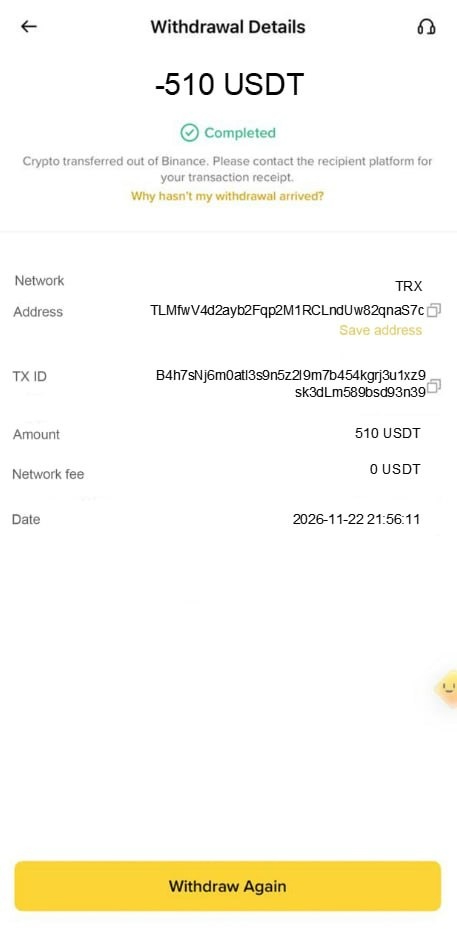 Withdrawal Details
-510 USDT
Completed
Crypto transferred out of Binance. Please contact the recipient platform for
your transaction receipt.
Why hasn't my withdrawal arrived?
Network
TRX
Address
TLMfwV4d2ayb2Fqp2M1RCLndUw82qnaS7c
Save address
TX ID
B4h7sNj6m0atl3s9n5z2l9m7b454kgrj3u1xz9
sk3dLm589bsd93n39
Amount
510 USDT
Network fee
0 USDT
Date
2026-11-22 21:56:11
Withdraw Again